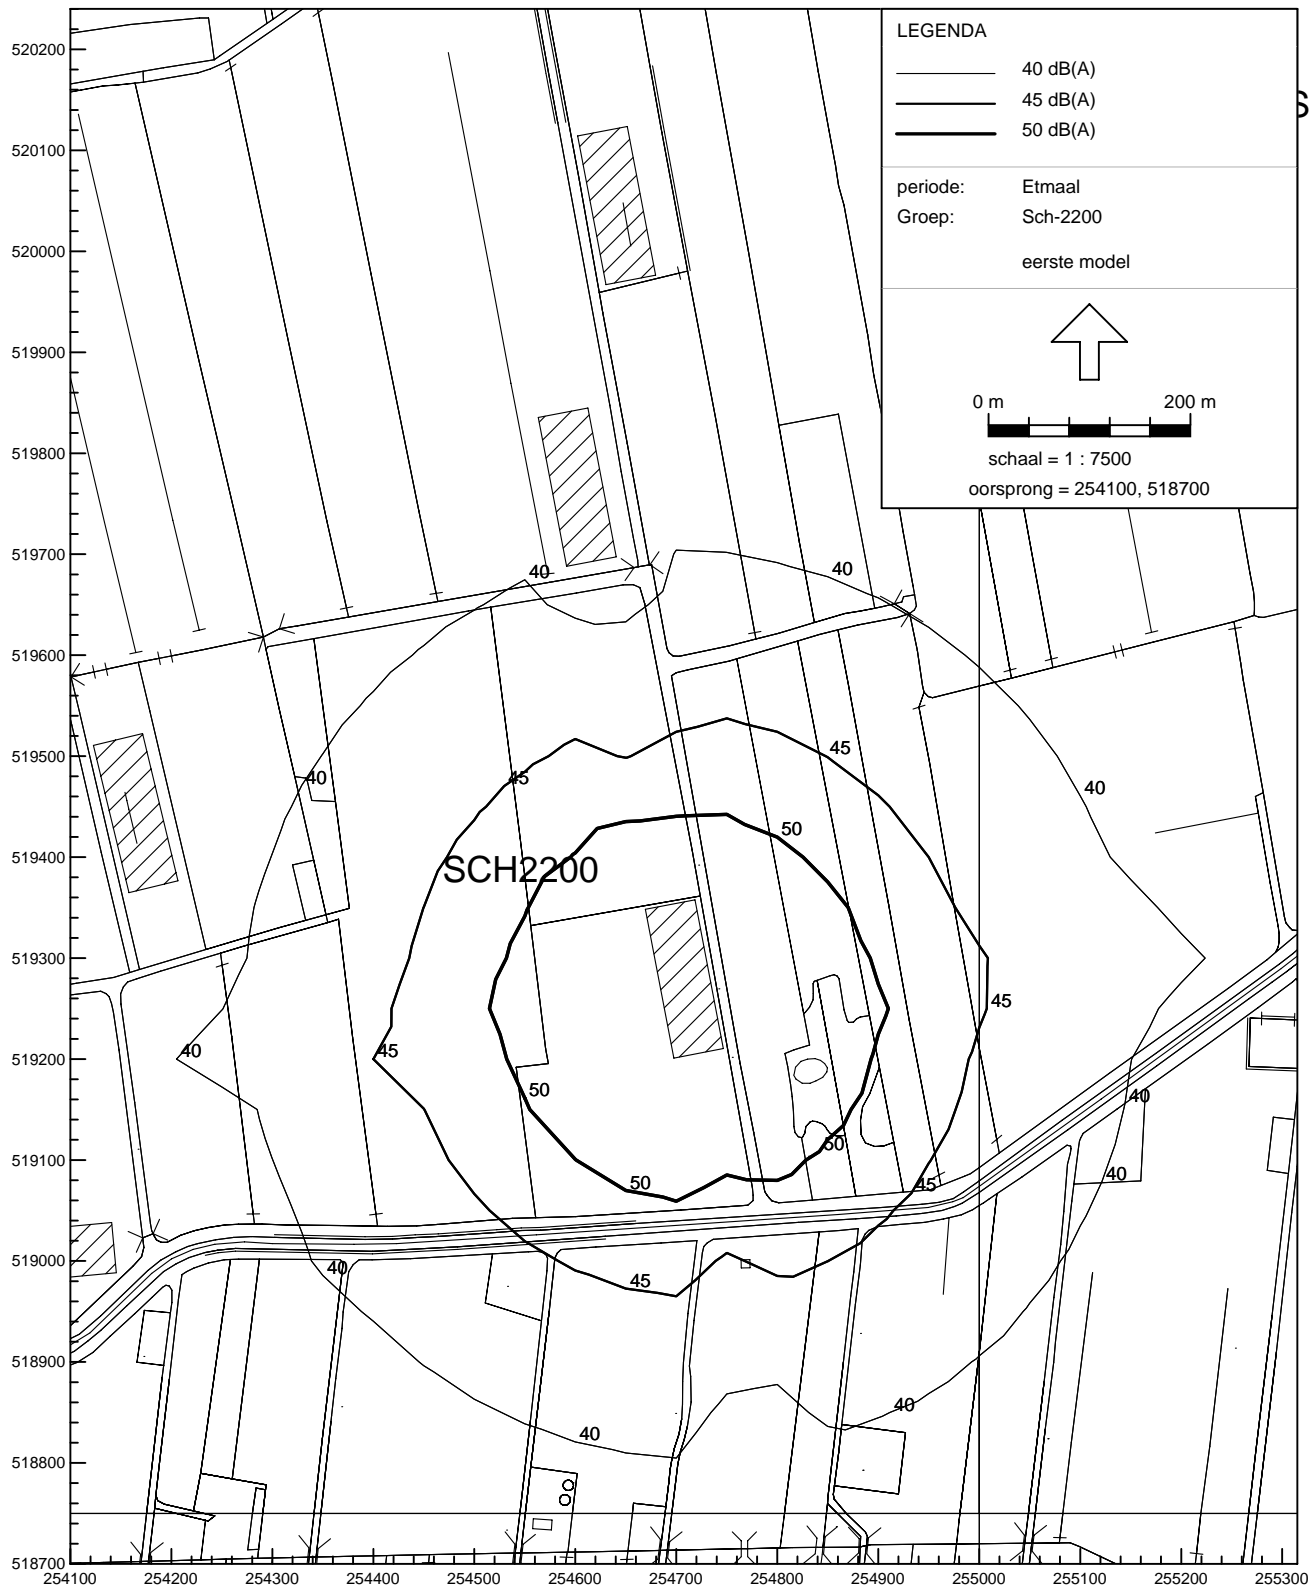 LEGENDA
40 dB(A)
45 dB(A)
S
50 dB(A)
periode: Etmaal
Groep: Sch-2200
eerste model
0 m 200 m
schaal = 1 : 7500
oorsprong = 254100, 518700
520200
520100
520000
519900
519800
519700
519600
519500
519400
519300
519200
519100
519000
518900
518800
518700
40
40
45
40
45
40
50
SCH2200
45
40
45
50
40
50
40
50
45
40
45
40
40
254100 254200 254300 254400 254500 254600 254700 254800 254900 255000 255100 255200 255300